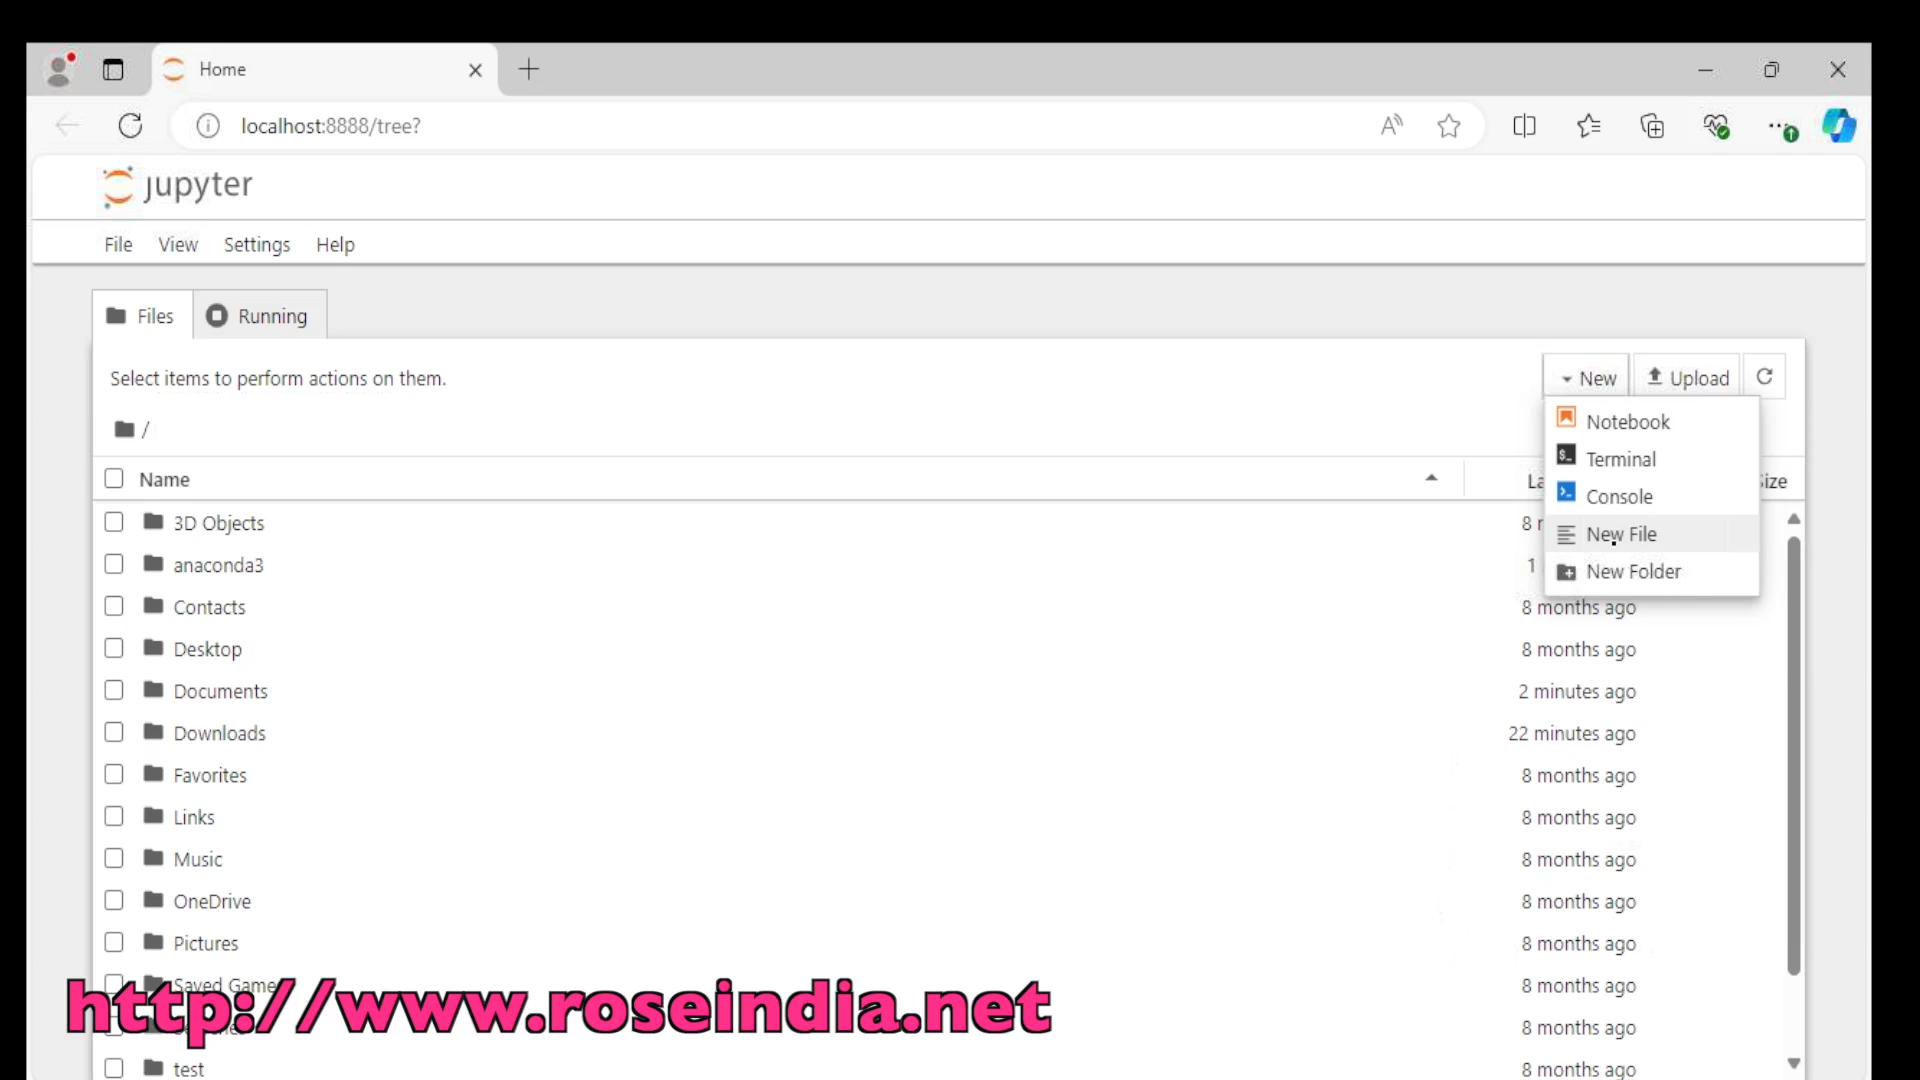 Home
localhost:8888/tree?
jupyter
File View Settings Help
Files Running
Select items to perform actions on them.
New Upload
/
Notebook
Terminal
Console
New File
New Folder
Name
3D Objects
anaconda3
Contacts 8 months ago
Desktop 8 months ago
Documents 2 minutes ago
Downloads 22 minutes ago
Favorites 8 months ago
Links 8 months ago
Music 8 months ago
OneDrive 8 months ago
Pictures 8 months ago
Saved Game 8 months ago
8 months ago
test 8 months ago
http://www.roseindia.net